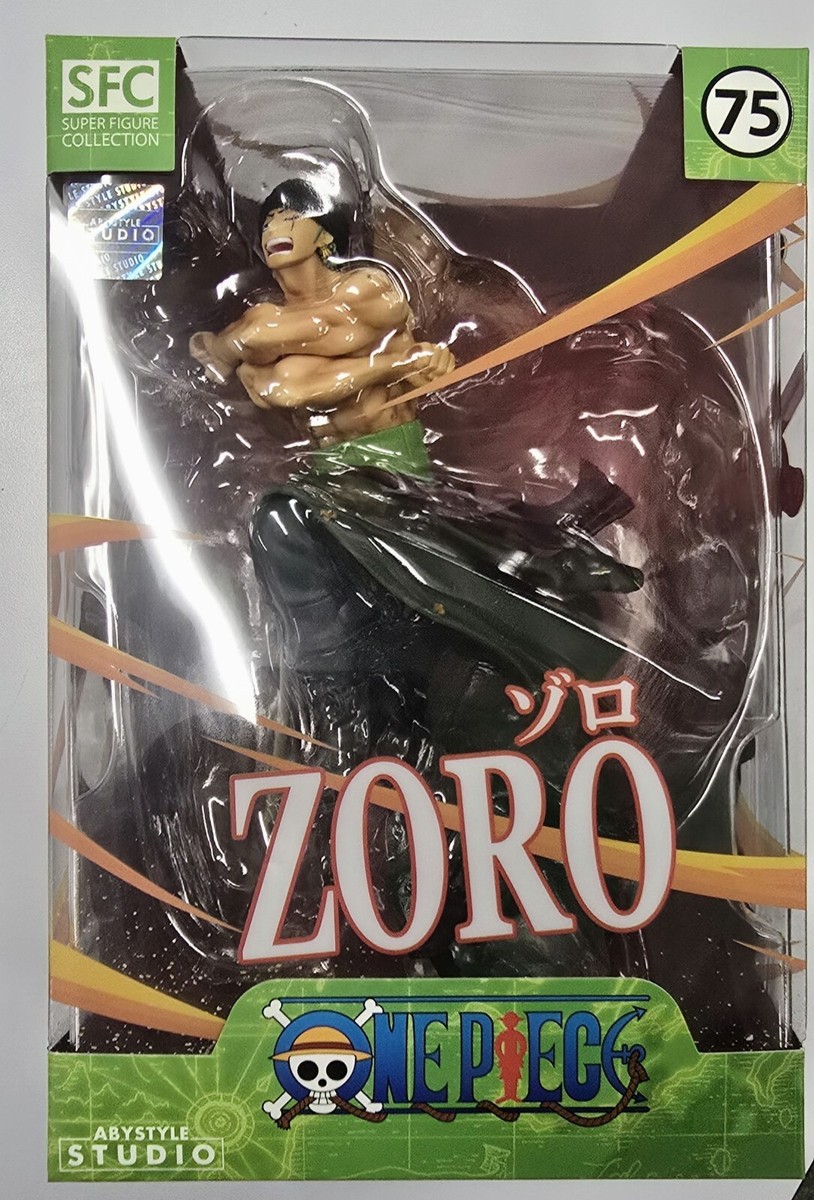 SFC
SUPER FIGURE
COLLECTION
75
ABYSTYLE
STUDIO
ゾロ
ZORO
ONE PIECE
ABYSTYLE
STUDIO